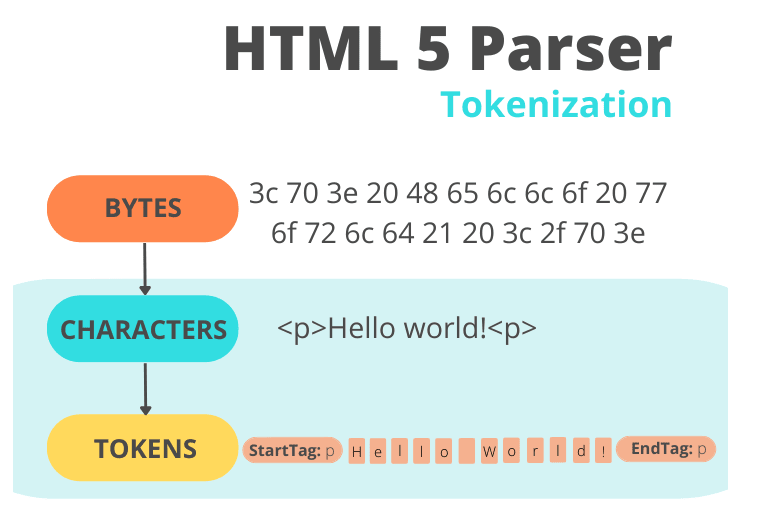 HTML 5 Parser
Tokenization
BYTES
3c 70 3e 20 48 65 6c 6c 6f 20 77
6f 72 6c 64 21 20 3c 2f 70 3e
CHARACTERS
<p>Hello world!<p>
TOKENS
StartTag: p H e l l o W o r l d ! EndTag: p